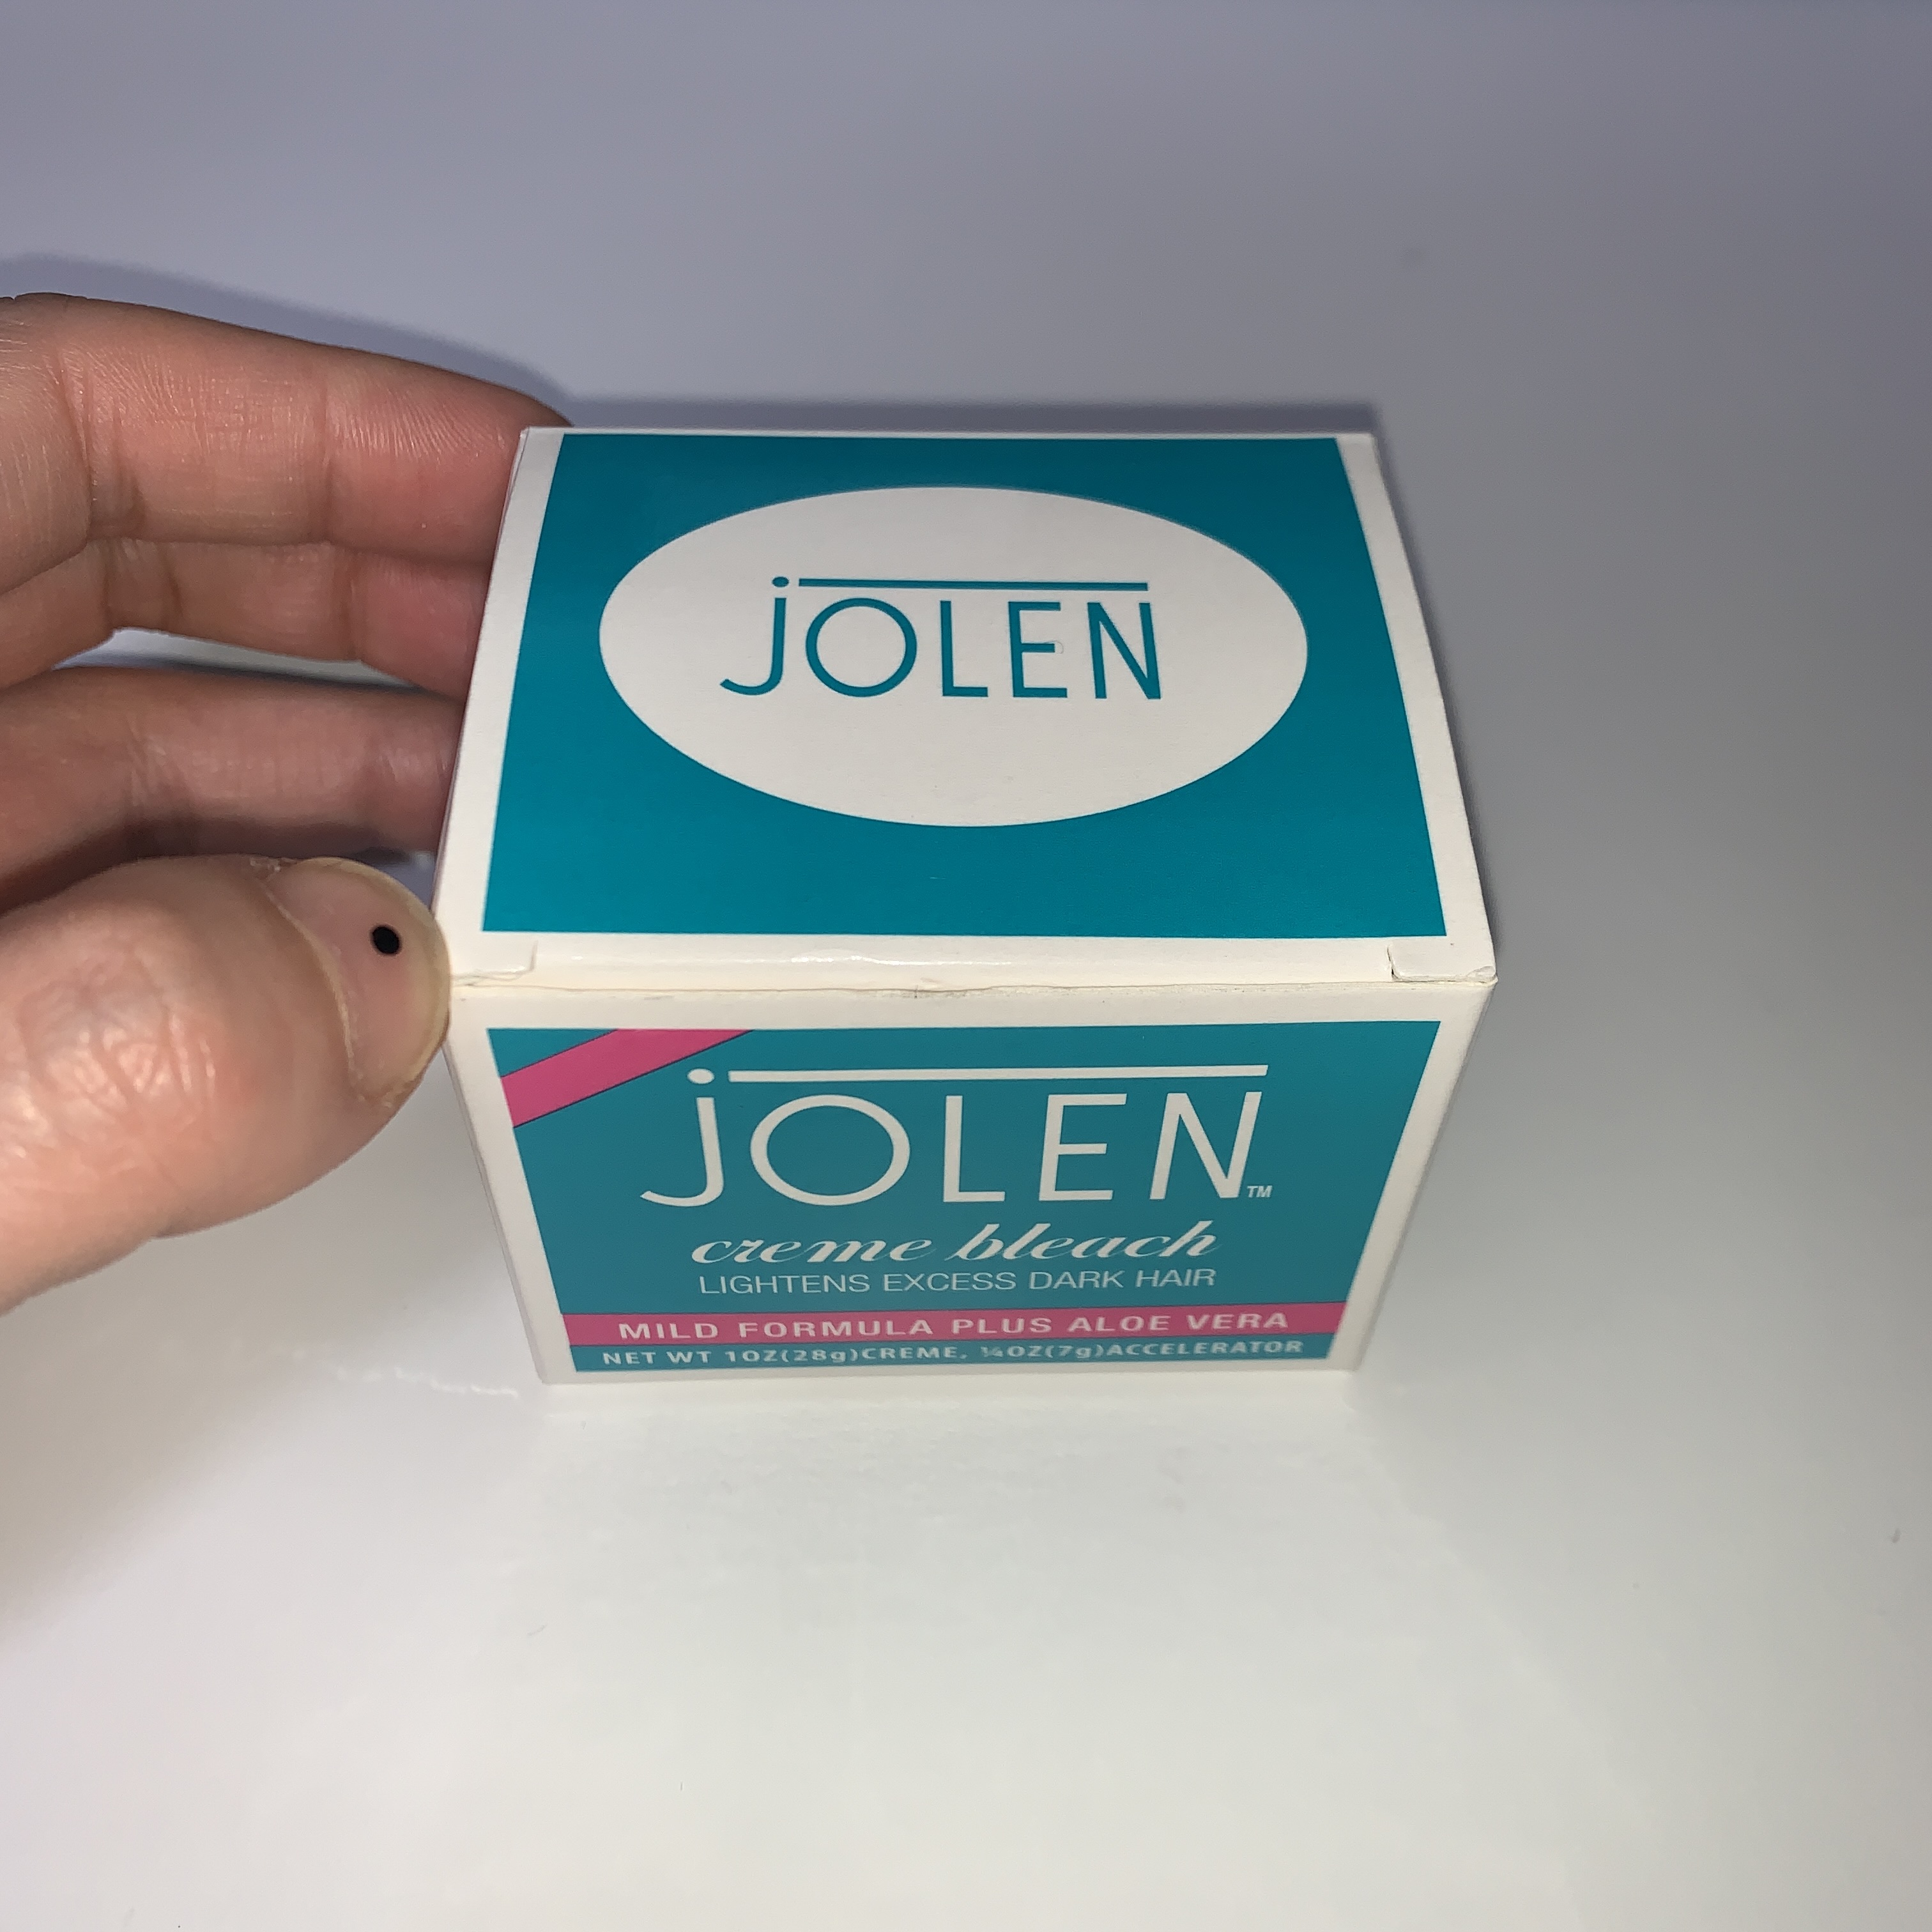 jOLEN
jOLEN™
creme bleach
LIGHTENS EXCESS DARK HAIR
MILD FORMULA PLUS ALOE VERA
NET WT 1OZ(28g)CREME, ¼OZ(7g)ACCELERATOR